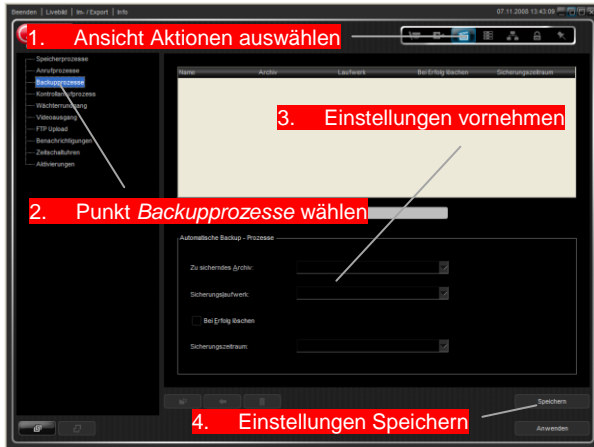 Beenden | Livebild | Im- / Export | Info
07.11.2008 13:43:09
1. Ansicht Aktionen auswählen
Speicherprozesse
Anrufprozesse
Backupprozesse
Kontrollanrufprozess
Wächterrundgang
Videoausgang
FTP Upload
Benachrichtigungen
Zeitschaltuhren
Aktivierungen
Name Archiv Laufwerk Bei Erfolg löschen Sicherungszeitraum
3. Einstellungen vornehmen
2. Punkt Backupprozesse wählen
Automatische Backup - Prozesse
Zu sicherndes Archiv:
Sicherungslaufwerk:
Bei Erfolg löschen
Sicherungszeitraum:
Speichern
4. Einstellungen Speichern
Anwenden